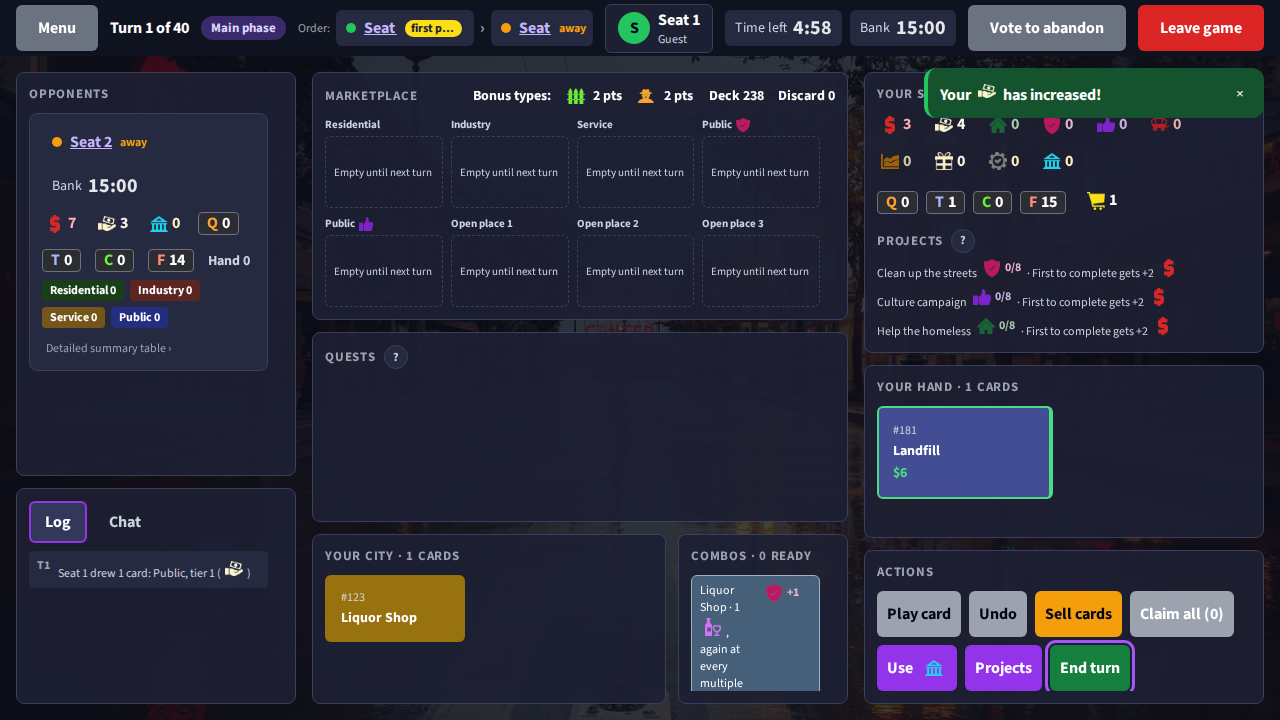 Menu
Turn 1 of 40
Main phase
Order:
Seat
first p...
›
Seat
away
S
Seat 1
Guest
Time left 4:58
Bank 15:00
Vote to abandon
Leave game
OPPONENTS
Seat 2 away
Bank 15:00
7
3
0
Q 0
T 0
C 0
F 14
Hand 0
Residential 0
Industry 0
Service 0
Public 0
Detailed summary table ›
Log
Chat
T1 Seat 1 drew 1 card: Public, tier 1 ( )
MARKETPLACE
Bonus types:
2 pts
2 pts
Deck 238
Discard 0
Residential
Industry
Service
Public
Empty until next turn
Empty until next turn
Empty until next turn
Empty until next turn
Public
Open place 1
Open place 2
Open place 3
Empty until next turn
Empty until next turn
Empty until next turn
Empty until next turn
QUESTS
?
YOUR CITY · 1 CARDS
#123
Liquor Shop
COMBOS · 0 READY
Liquor
Shop · 1
+1
,
again at
every
multiple
YOUR S
Your has increased!
×
3
4
0
0
0
0
0
0
0
0
Q 0
T 1
C 0
F 15
1
PROJECTS
?
Clean up the streets 0/8 · First to complete gets +2
Culture campaign 0/8 · First to complete gets +2
Help the homeless 0/8 · First to complete gets +2
YOUR HAND · 1 CARDS
#181
Landfill
$6
ACTIONS
Play card
Undo
Sell cards
Claim all (0)
Use
Projects
End turn